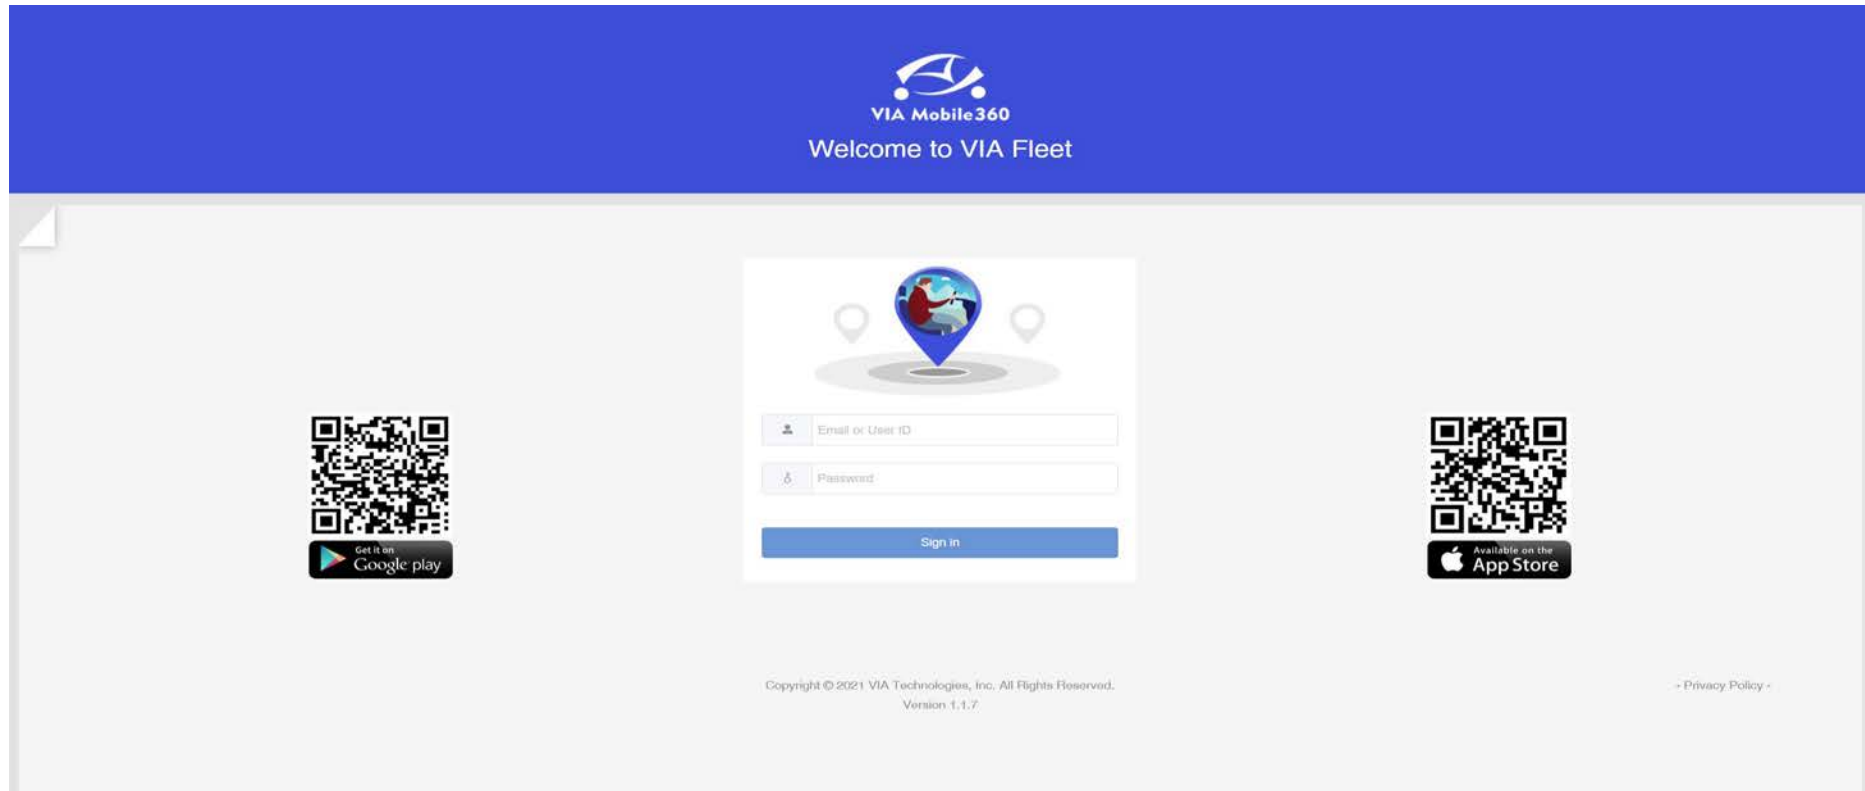 VIA Mobile360
Welcome to VIA Fleet
Email or User ID
Password
Sign in
Get it on
Google play
Available on the
App Store
Copyright © 2021 VIA Technologies, Inc. All Rights Reserved.
Version 1.1.7
- Privacy Policy -